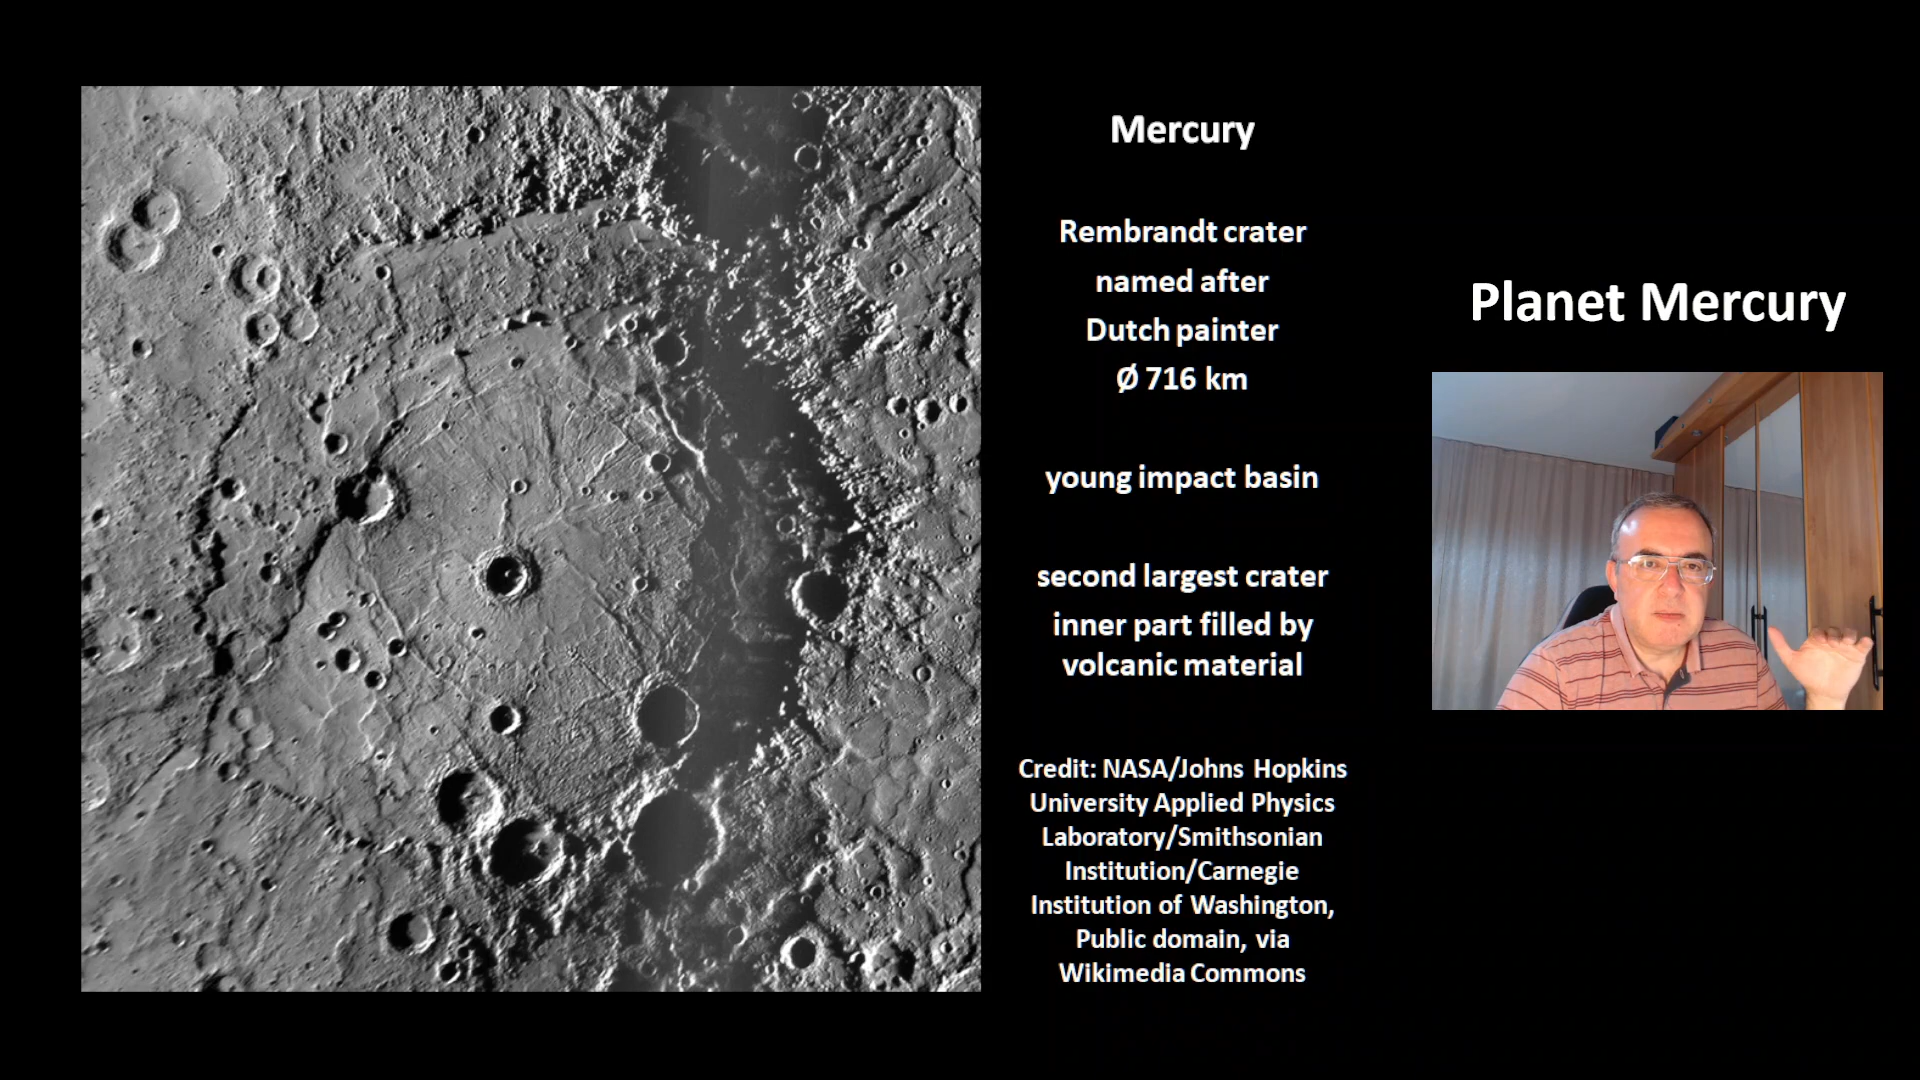 Mercury
Rembrandt crater
named after
Dutch painter
Ø 716 km
young impact basin
second largest crater
inner part filled by
volcanic material
Credit: NASA/Johns Hopkins
University Applied Physics
Laboratory/Smithsonian
Institution/Carnegie
Institution of Washington,
Public domain, via
Wikimedia Commons
Planet Mercury